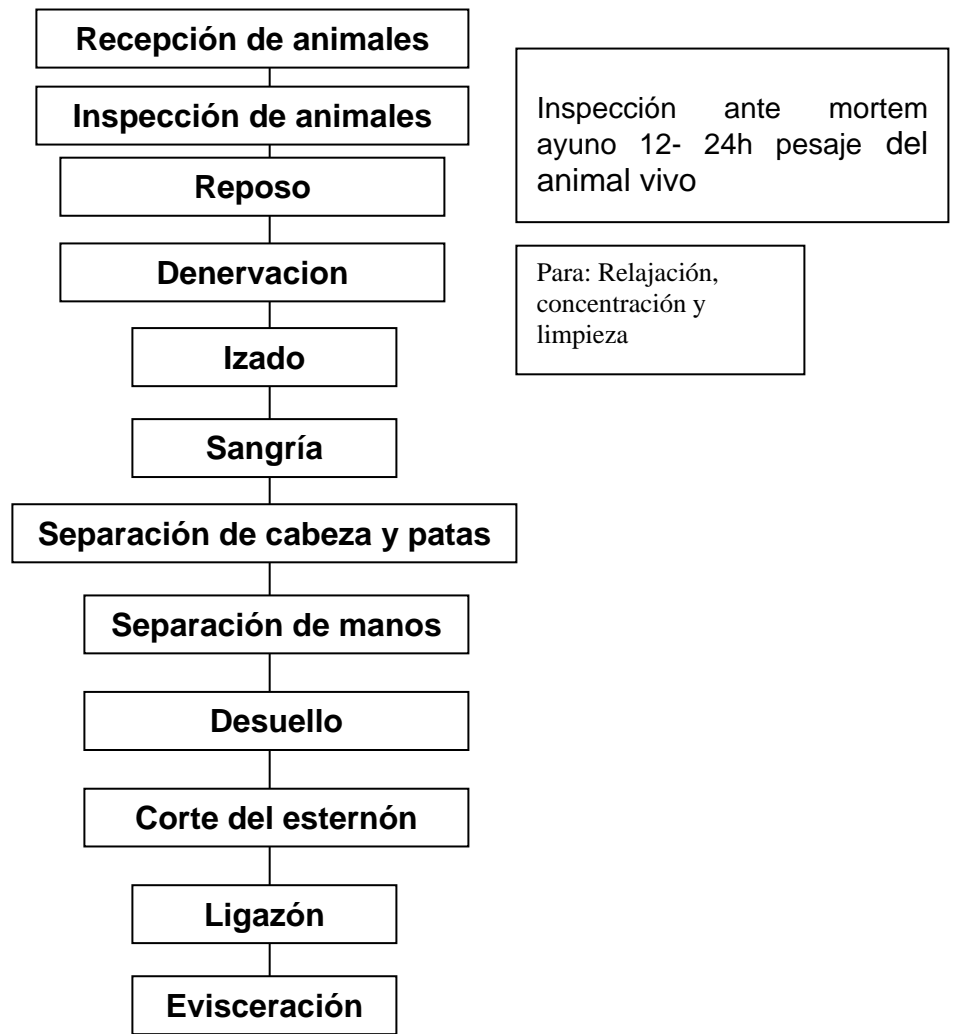 Recepción de animales
Inspección de animales
Inspección ante mortem
ayuno 12- 24h pesaje del
animal vivo
Reposo
Denervacion
Para: Relajación,
concentración y
limpieza
Izado
Sangría
Separación de cabeza y patas
Separación de manos
Desuello
Corte del esternón
Ligazón
Evisceración